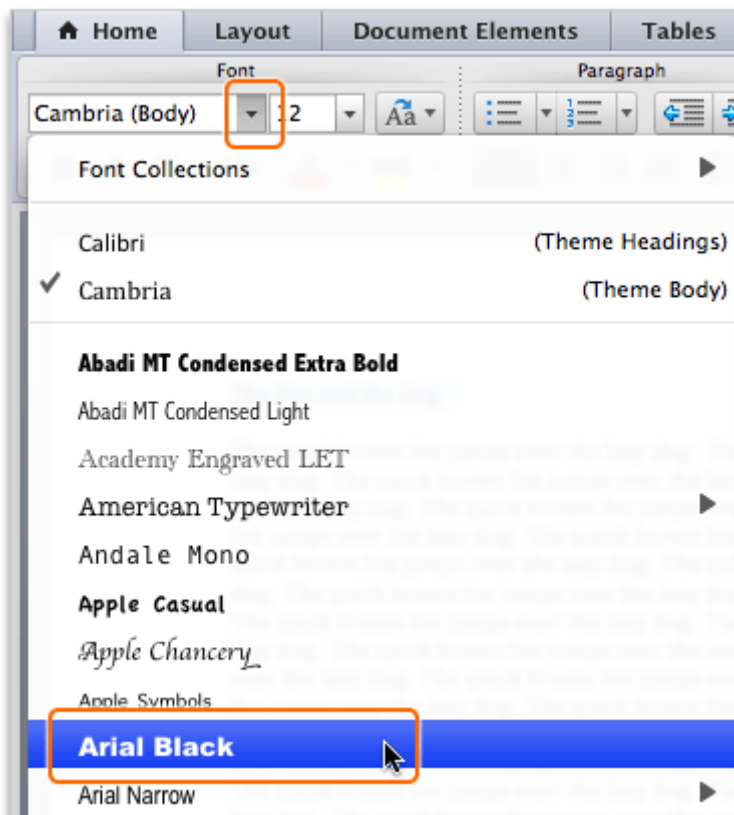 Home Layout Document Elements Tables
Font Paragraph
Cambria (Body) 12 Aa
Font Collections
Calibri (Theme Headings)
Cambria (Theme Body)
Abadi MT Condensed Extra Bold
Abadi MT Condensed Light
Academy Engraved LET
American Typewriter
Andale Mono
Apple Casual
Apple Chancery
Apple Symbols
Arial Black
Arial Narrow